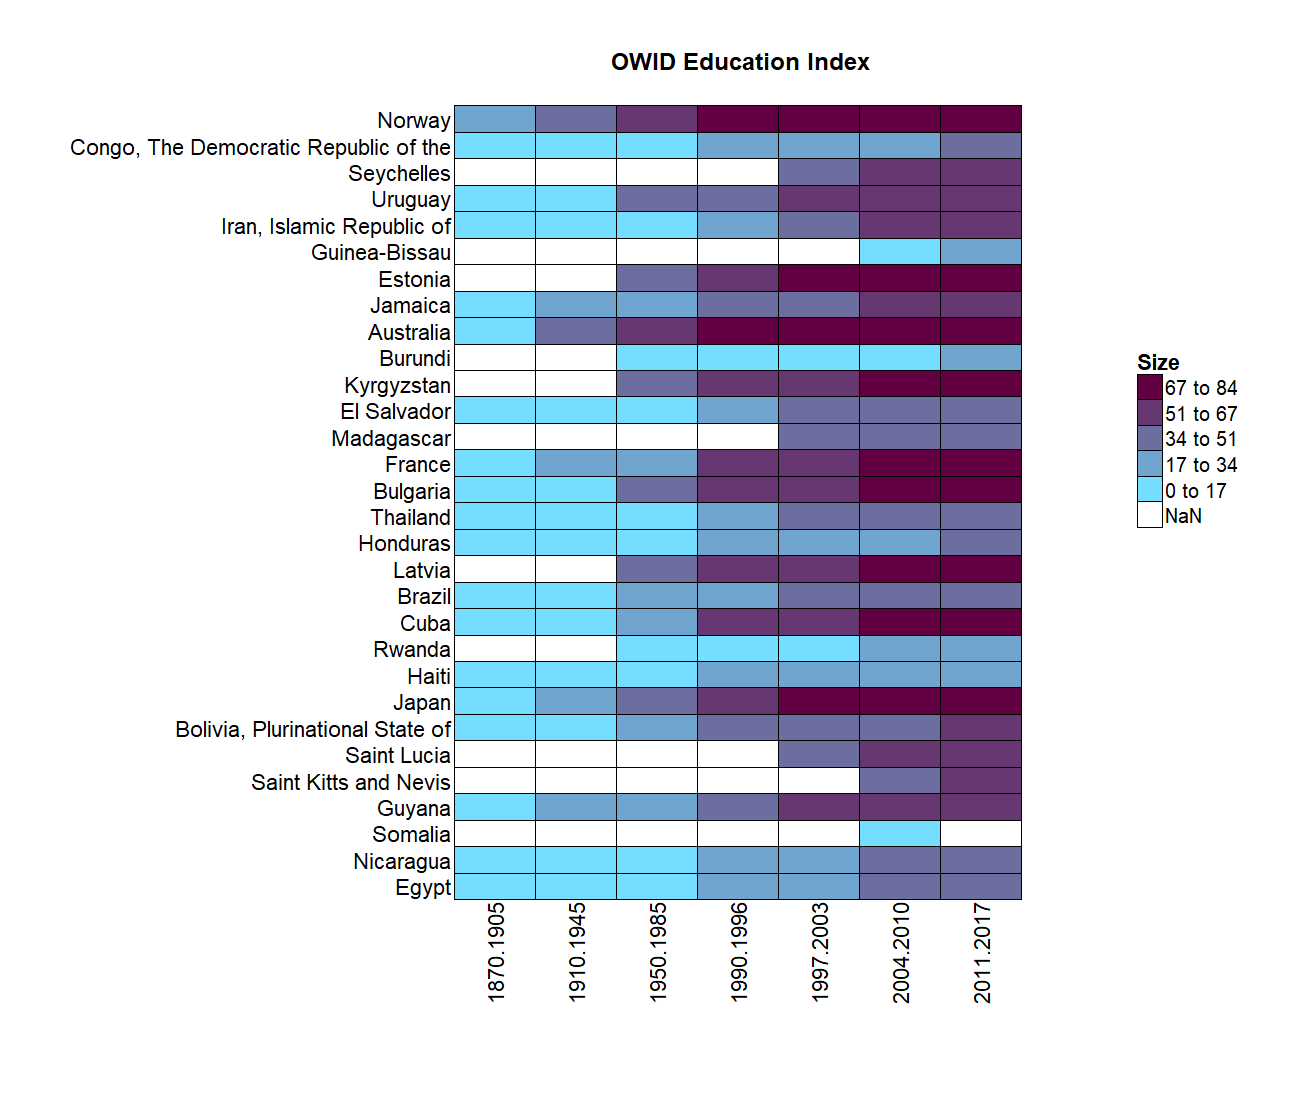 OWID Education Index
Norway
Congo, The Democratic Republic of the
Seychelles
Uruguay
Iran, Islamic Republic of
Guinea-Bissau
Estonia
Jamaica
Australia
Burundi
Kyrgyzstan
El Salvador
Madagascar
France
Bulgaria
Thailand
Honduras
Latvia
Brazil
Cuba
Rwanda
Haiti
Japan
Bolivia, Plurinational State of
Saint Lucia
Saint Kitts and Nevis
Guyana
Somalia
Nicaragua
Egypt
1870.1905
1910.1945
1950.1985
1990.1996
1997.2003
2004.2010
2011.2017
Size
67 to 84
51 to 67
34 to 51
17 to 34
0 to 17
NaN